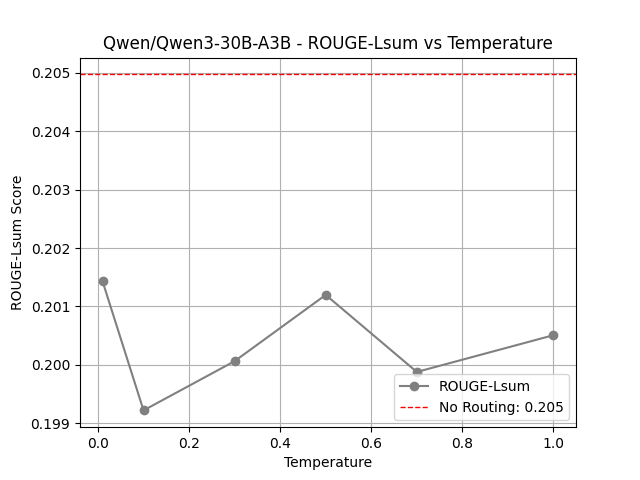 Qwen/Qwen3-30B-A3B - ROUGE-Lsum vs Temperature
ROUGE-Lsum Score
0.205
0.204
0.203
0.202
0.201
0.200
0.199
0.0
0.2
0.4
0.6
0.8
1.0
Temperature
ROUGE-Lsum
No Routing: 0.205